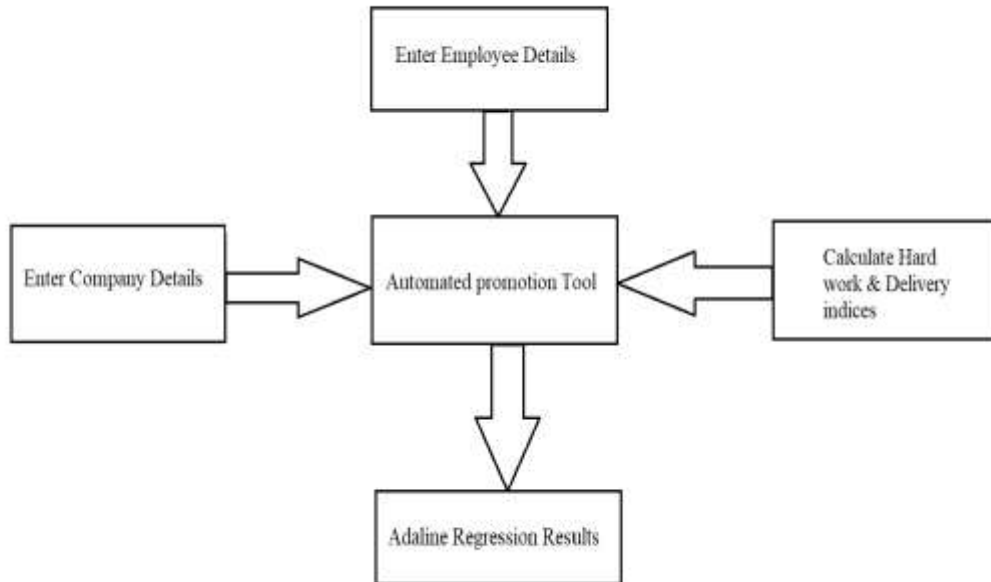 Enter Employee Details
Enter Company Details
Automated promotion Tool
Calculate Hard
work & Delivery
indices
Adaline Regression Results